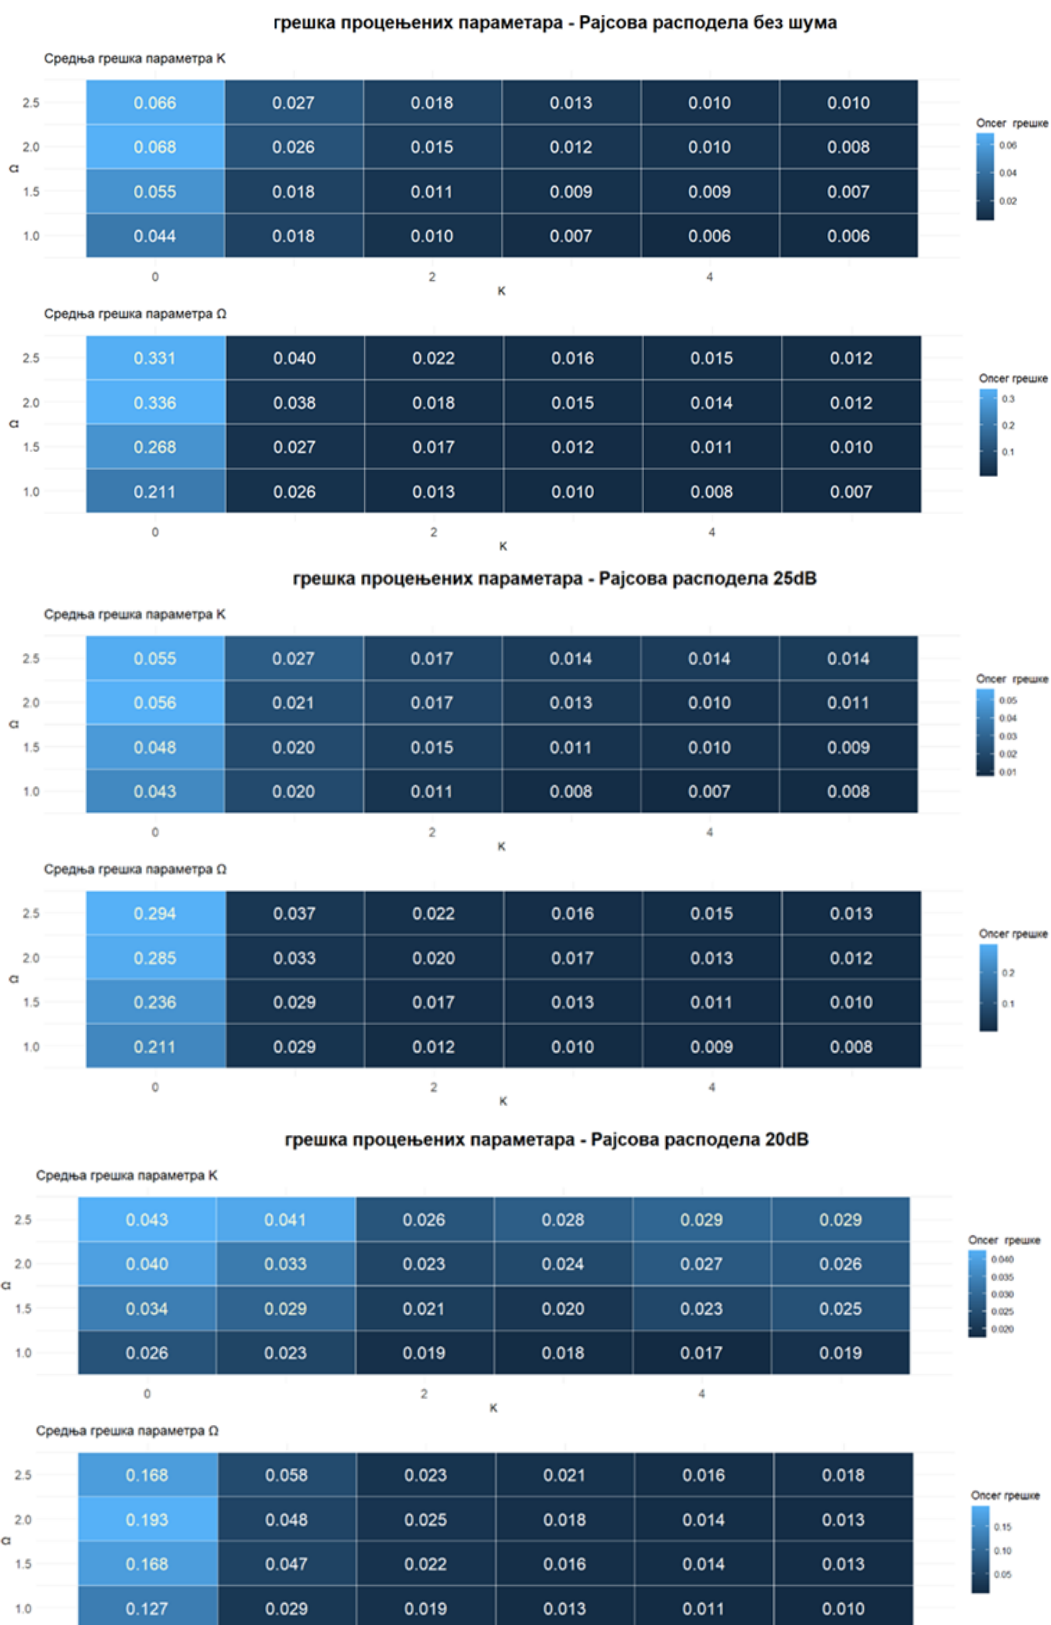 грешка процењених параметара - Рајсова расподела без шума
Средња грешка параметра K
2.5 0.066 0.027 0.018 0.013 0.010 0.010
2.0 0.068 0.026 0.015 0.012 0.010 0.008
α
1.5 0.055 0.018 0.011 0.009 0.009 0.007
1.0 0.044 0.018 0.010 0.007 0.006 0.006
0 2 4
K
Опсег грешке
0.06
0.04
0.02
Средња грешка параметра Ω
2.5 0.331 0.040 0.022 0.016 0.015 0.012
2.0 0.336 0.038 0.018 0.015 0.014 0.012
α
1.5 0.268 0.027 0.017 0.012 0.011 0.010
1.0 0.211 0.026 0.013 0.010 0.008 0.007
0 2 4
K
Опсег грешке
0.3
0.2
0.1
грешка процењених параметара - Рајсова расподела 25dB
Средња грешка параметра K
2.5 0.055 0.027 0.017 0.014 0.014 0.014
2.0 0.056 0.021 0.017 0.013 0.010 0.011
α
1.5 0.048 0.020 0.015 0.011 0.010 0.009
1.0 0.043 0.020 0.011 0.008 0.007 0.008
0 2 4
K
Опсег грешке
0.05
0.04
0.03
0.02
0.01
Средња грешка параметра Ω
2.5 0.294 0.037 0.022 0.016 0.015 0.013
2.0 0.285 0.033 0.020 0.017 0.013 0.012
α
1.5 0.236 0.029 0.017 0.013 0.011 0.010
1.0 0.211 0.029 0.012 0.010 0.009 0.008
0 2 4
K
Опсег грешке
0.2
0.1
грешка процењених параметара - Рајсова расподела 20dB
Средња грешка параметра K
2.5 0.043 0.041 0.026 0.028 0.029 0.029
2.0 0.040 0.033 0.023 0.024 0.027 0.026
α
1.5 0.034 0.029 0.021 0.020 0.023 0.025
1.0 0.026 0.023 0.019 0.018 0.017 0.019
0 2 4
K
Опсег грешке
0.040
0.035
0.030
0.025
0.020
Средња грешка параметра Ω
2.5 0.168 0.058 0.023 0.021 0.016 0.018
2.0 0.193 0.048 0.025 0.018 0.014 0.013
α
1.5 0.168 0.047 0.022 0.016 0.014 0.013
1.0 0.127 0.029 0.019 0.013 0.011 0.010
Опсег грешке
0.15
0.10
0.05